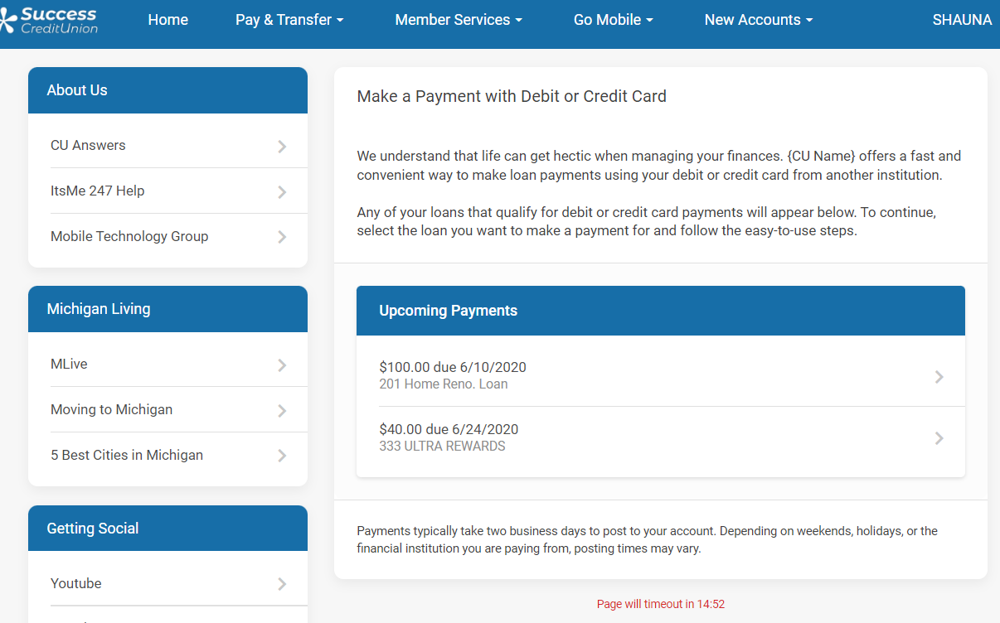 Success
CreditUnion
Home
Pay & Transfer
Member Services
Go Mobile
New Accounts
SHAUNA
About Us
CU Answers
ItsMe 247 Help
Mobile Technology Group
Michigan Living
MLive
Moving to Michigan
5 Best Cities in Michigan
Getting Social
Youtube
Make a Payment with Debit or Credit Card
We understand that life can get hectic when managing your finances. {CU Name} offers a fast and
convenient way to make loan payments using your debit or credit card from another institution.
Any of your loans that qualify for debit or credit card payments will appear below. To continue,
select the loan you want to make a payment for and follow the easy-to-use steps.
Upcoming Payments
$100.00 due 6/10/2020
201 Home Reno. Loan
$40.00 due 6/24/2020
333 ULTRA REWARDS
Payments typically take two business days to post to your account. Depending on weekends, holidays, or the
financial institution you are paying from, posting times may vary.
Page will timeout in 14:52